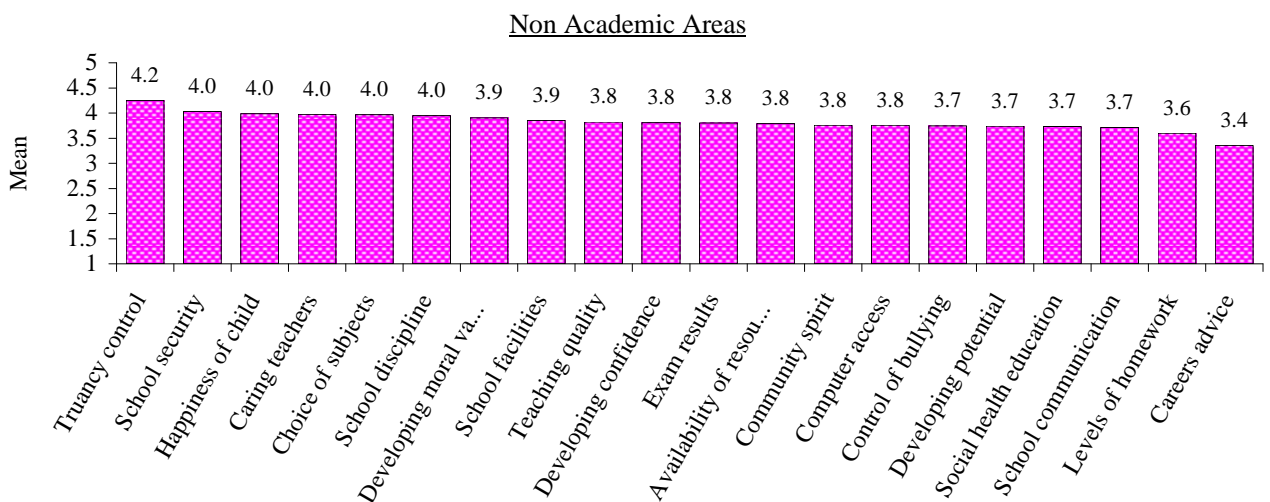 Non Academic Areas
Mean
5
4.5
4
3.5
3
2.5
2
1.5
1
4.2 4.0 4.0 4.0 4.0 4.0 3.9 3.9 3.8 3.8 3.8 3.8 3.8 3.8 3.7 3.7 3.7 3.7 3.6 3.4
Truancy control
School security
Happiness of child
Caring teachers
Choice of subjects
School discipline
Developing moral va...
School facilities
Teaching quality
Developing confidence
Exam results
Availability of resou...
Community spirit
Computer access
Control of bullying
Developing potential
Social health education
School communication
Levels of homework
Careers advice